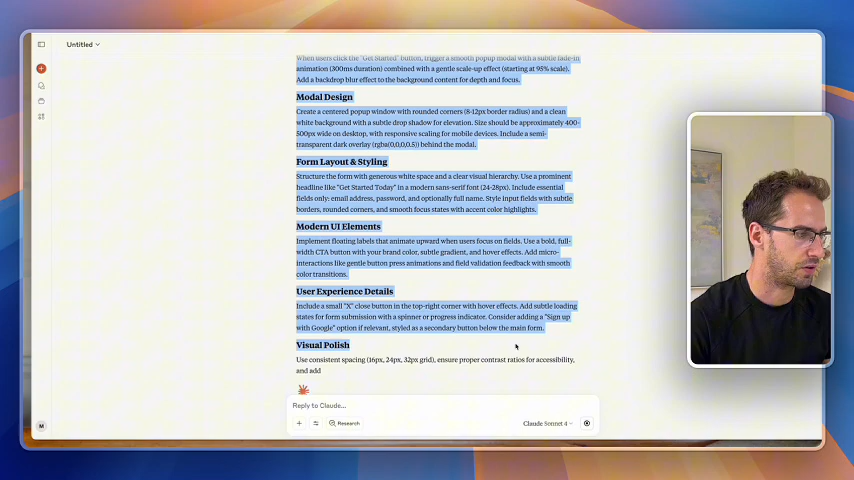 Untitled
When users click the "Get Started" button, trigger a smooth popup modal with a subtle fade-in
animation (300ms duration) combined with a gentle scale-up effect (starting at 95% scale).
Add a backdrop blur effect to the background content for depth and focus.
Modal Design
Create a centered popup window with rounded corners (8-12px border radius) and a clean
white background with a subtle drop shadow for elevation. Size should be approximately 400-
500px wide on desktop, with responsive scaling for mobile devices. Include a semi-
transparent dark overlay (rgba(0,0,0,0.5)) behind the modal.
Form Layout & Styling
Structure the form with generous white space and a clear visual hierarchy. Use a prominent
headline like "Get Started Today" in a modern sans-serif font (24-28px). Include essential
fields only: email address, password, and optionally full name. Style input fields with subtle
borders, rounded corners, and smooth focus states with accent color highlights.
Modern UI Elements
Implement floating labels that animate upward when users focus on fields. Use a bold, full-
width CTA button with your brand color, subtle gradient, and hover effects. Add micro-
interactions like gentle button press animations and field validation feedback with smooth
color transitions.
User Experience Details
Include a small "X" close button in the top-right corner with hover effects. Add subtle loading
states for form submission with a spinner or progress indicator. Consider adding a "Sign up
with Google" option if relevant, styled as a secondary button below the main form.
Visual Polish
Use consistent spacing (16px, 24px, 32px grid), ensure proper contrast ratios for accessibility,
and add
Reply to Claude...
Research
Claude Sonnet 4
M